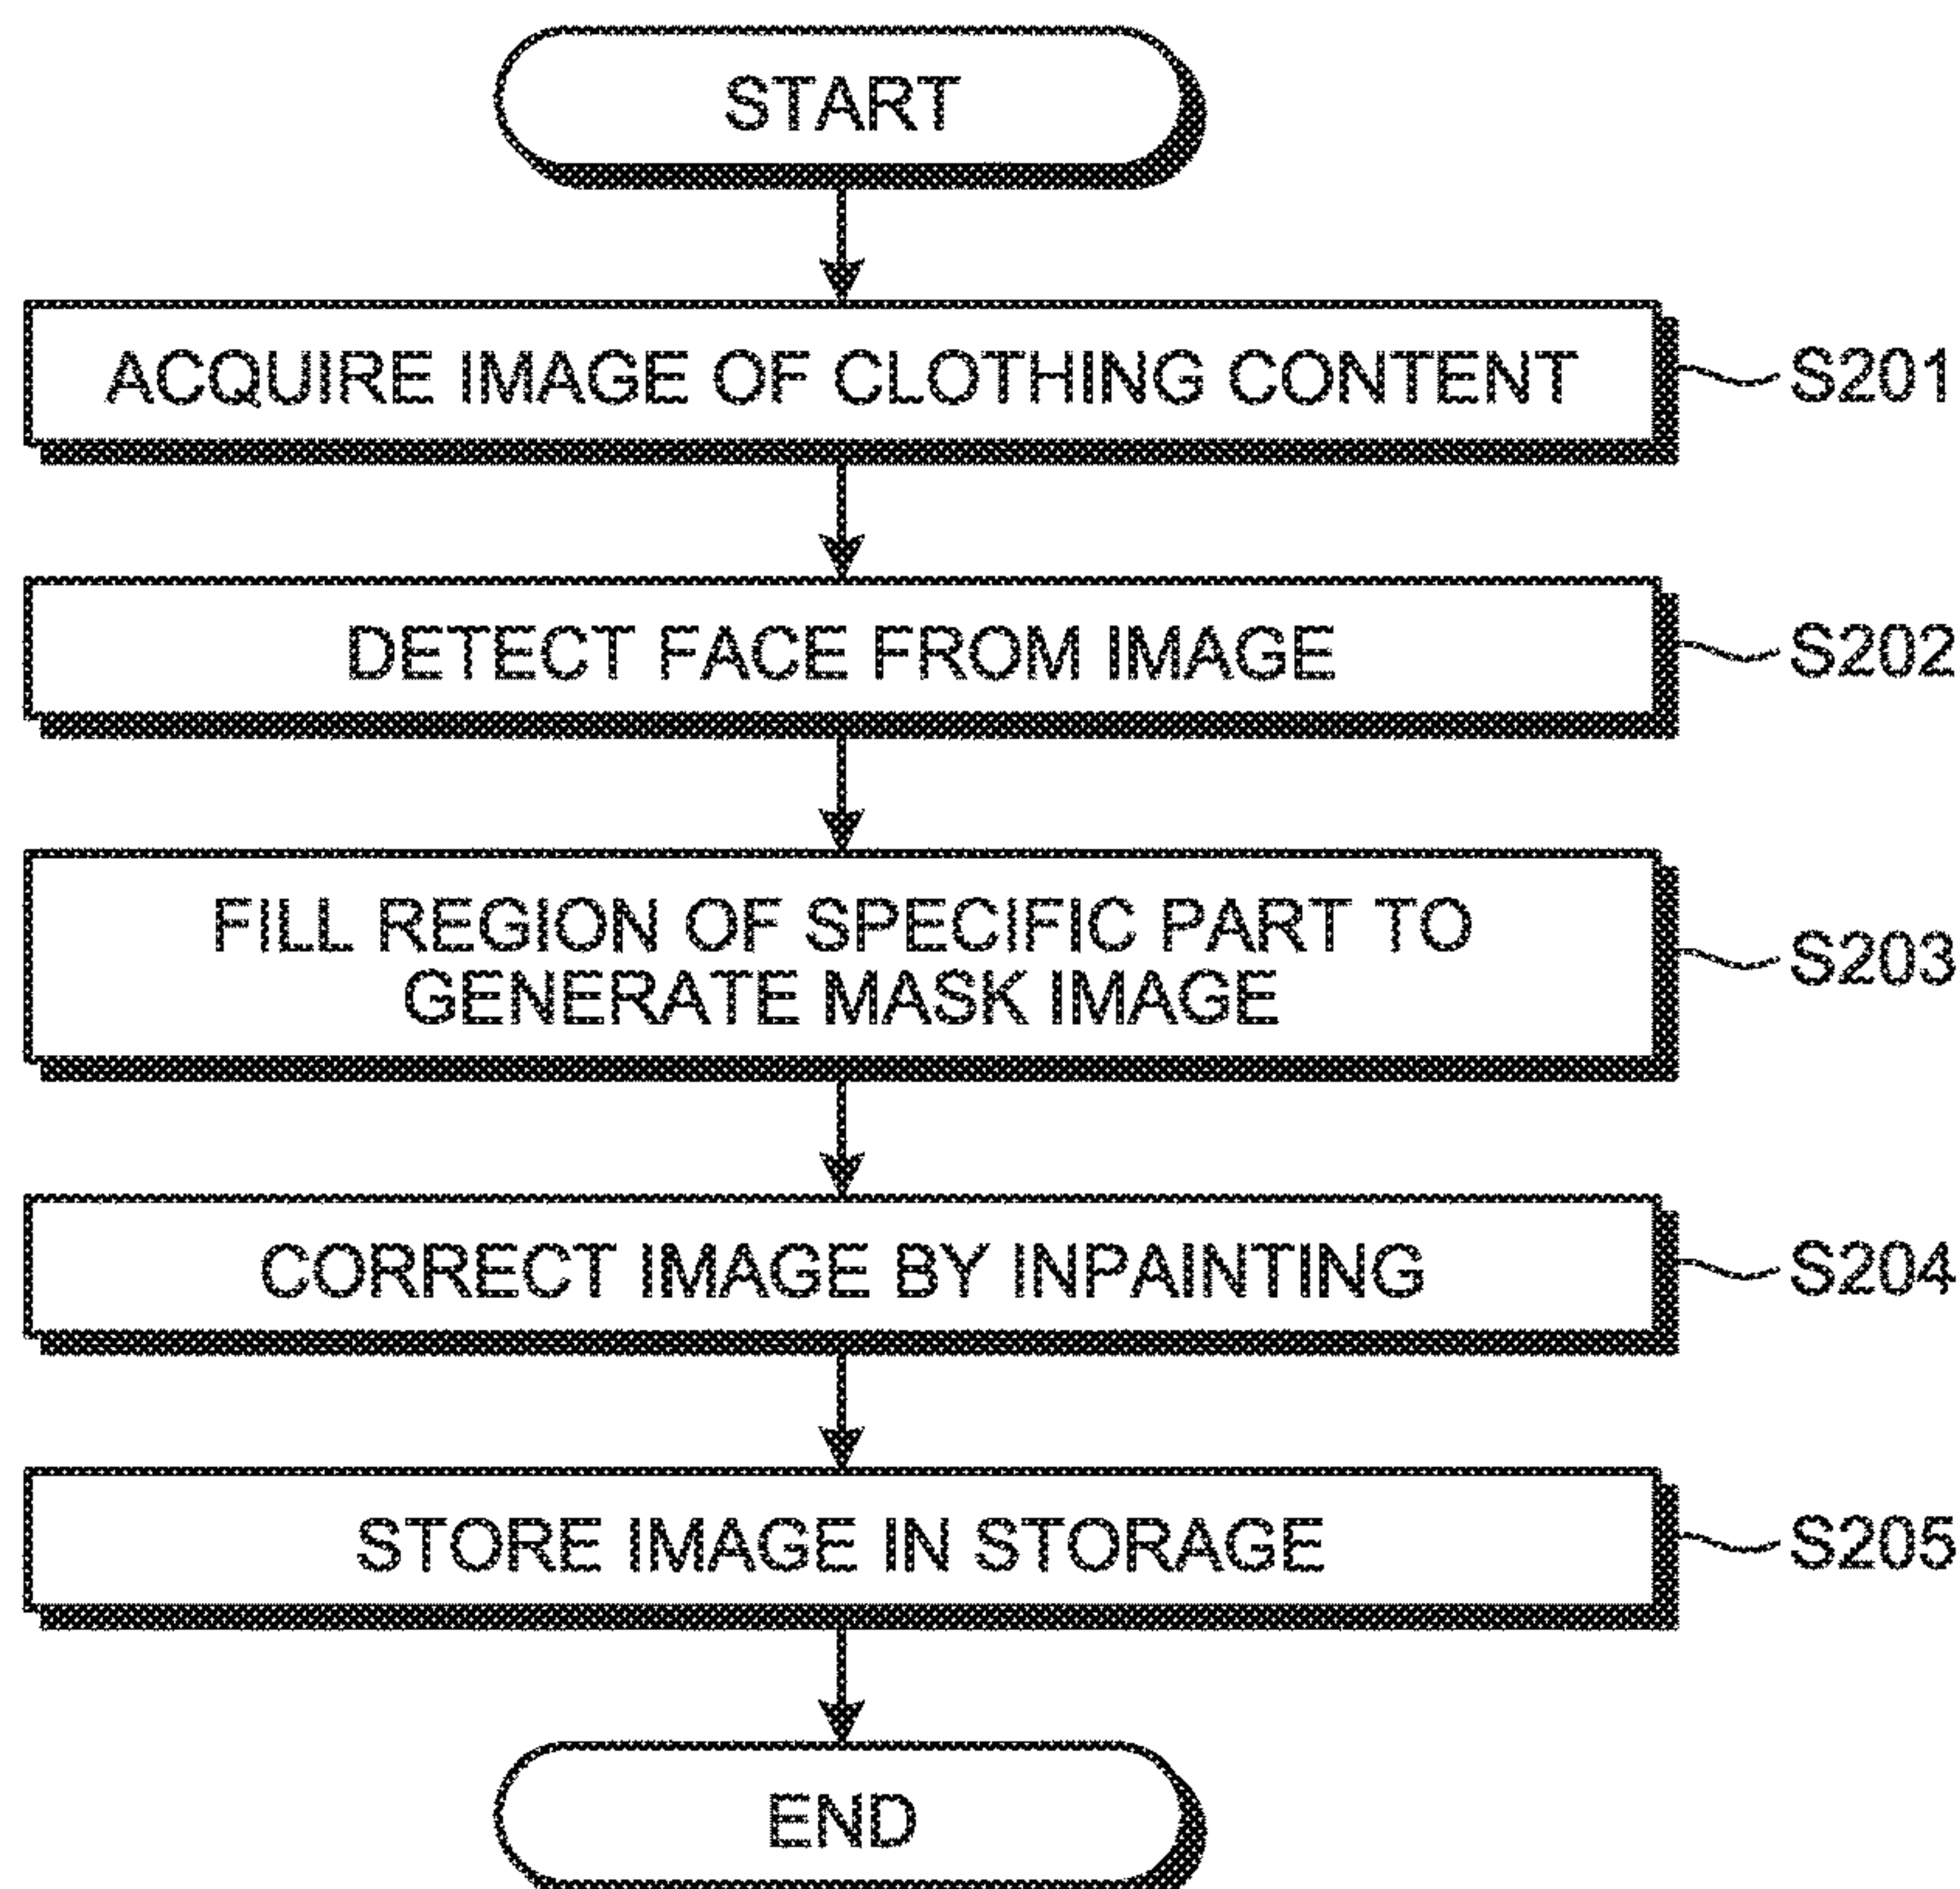 START
ACQUIRE IMAGE OF CLOTHING CONTENT
S201
DETECT FACE FROM IMAGE
S202
FILL REGION OF SPECIFIC PART TO
GENERATE MASK IMAGE
S203
CORRECT IMAGE BY INPAINTING
S204
STORE IMAGE IN STORAGE
S205
END